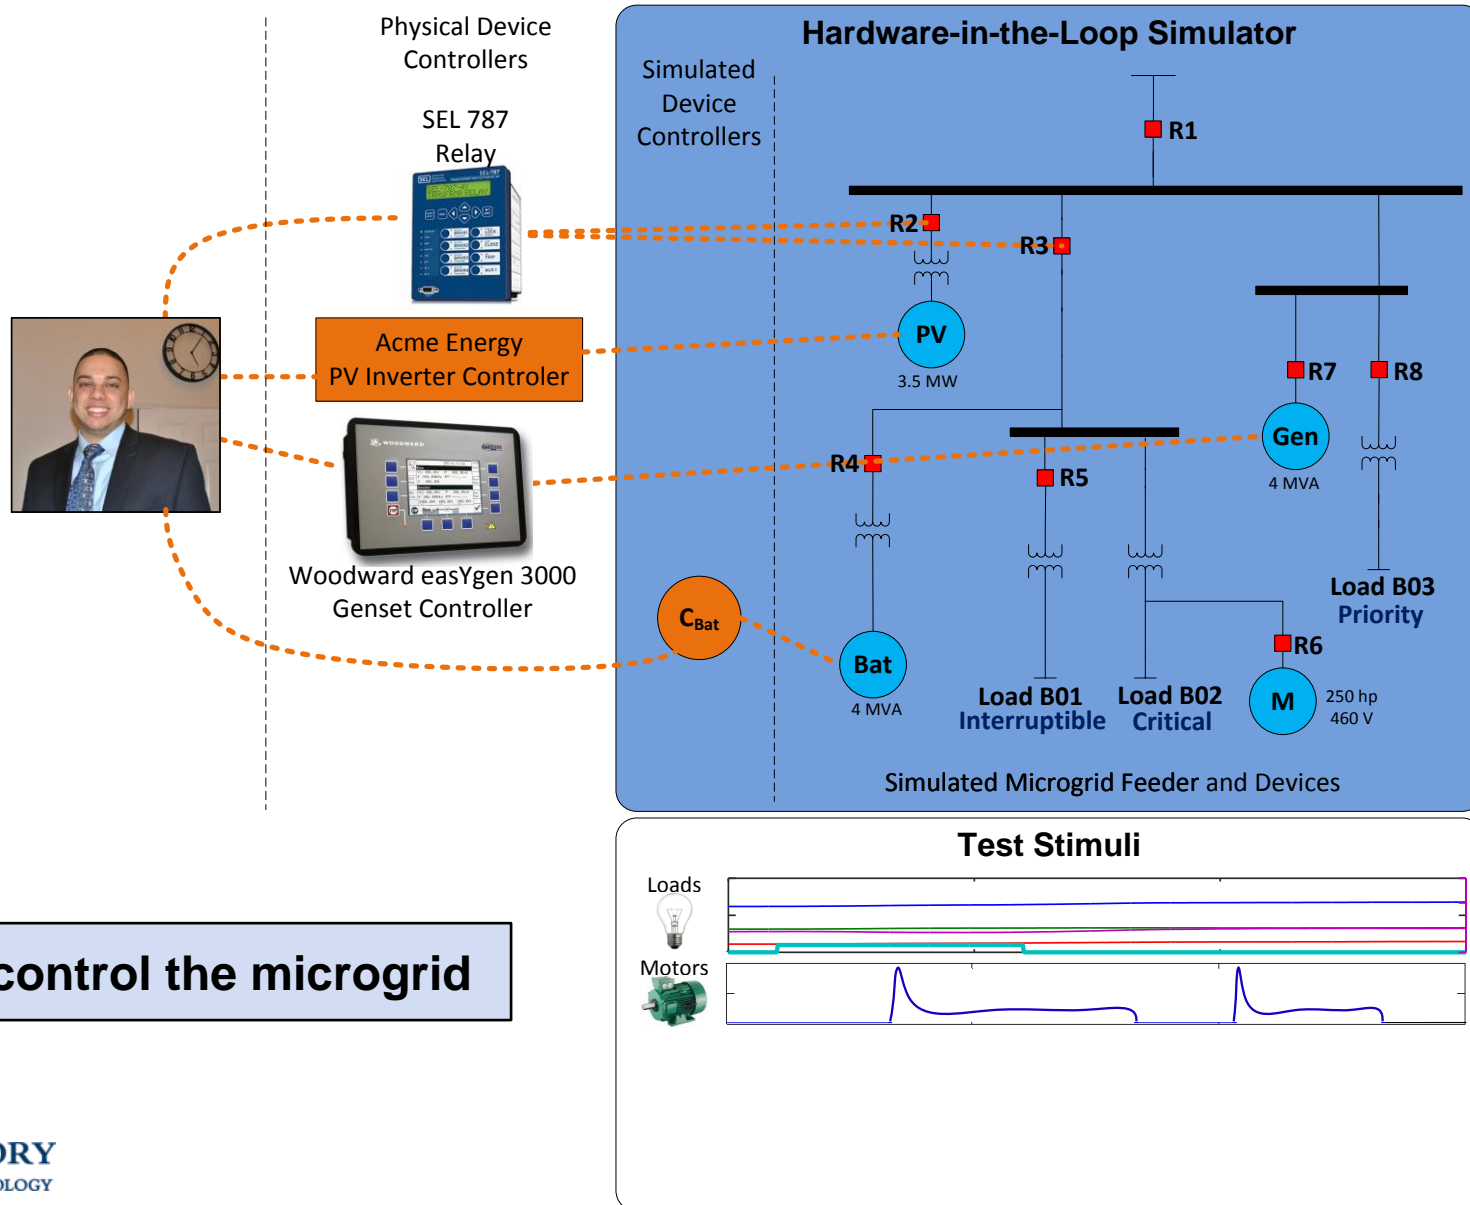 Physical Device
Controllers
SEL 787
Relay
Acme Energy
PV Inverter Controler
WOODWARD
Woodward easYgen 3000
Genset Controller
Hardware-in-the-Loop Simulator
Simulated
Device
Controllers
R1
R2
R3
PV
3.5 MW
R7
R8
Gen
4 MVA
R4
R5
Load B03
Priority
C Bat
Bat
4 MVA
R6
Load B01
Interruptible
Load B02
Critical
M
250 hp
460 V
Simulated Microgrid Feeder and Devices
Test Stimuli
Loads
Motors
control the microgrid
ORY
OLOGY